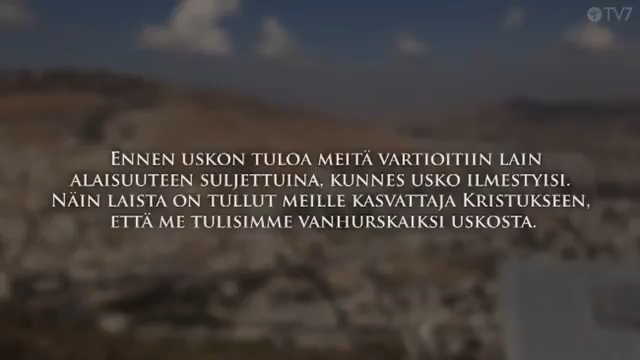 TV7
Ennen uskon tuloa meitä vartioitiin lain
alaisuuteen suljettuina, kunnes usko ilmestyisi.
Näin laista on tullut meille kasvattaja Kristukseen,
että me tulisimme vanhurskaiksi uskosta.